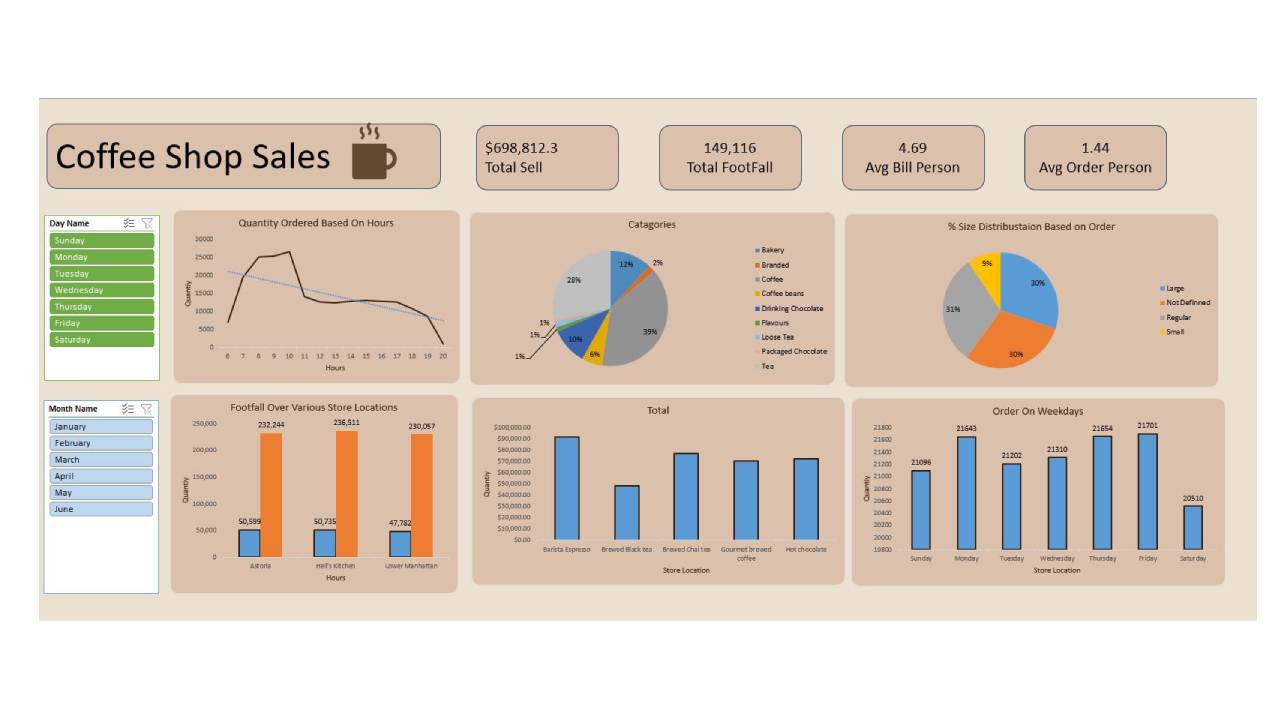 Coffee Shop Sales
$698,812.3
Total Sell
149,116
Total FootFall
4.69
Avg Bill Person
1.44
Avg Order Person
Day Name
Sunday
Monday
Tuesday
Wednesday
Thursday
Friday
Saturday
Quantity Ordered Based On Hours
30000
25000
20000
15000
10000
5000
0
Quantiy
6 7 8 9 10 11 12 13 14 15 16 17 18 19 20
Hours
Catagories
12%
2%
39%
6%
10%
1%
1%
1%
28%
Bakery
Branded
Coffee
Coffee beans
Drinking Chocolate
Flavours
Loose Tea
Packaged Chocolate
Tea
% Size Distribustaion Based on Order
30%
30%
31%
9%
Large
Not Definned
Regular
Small
Month Name
January
February
March
April
May
June
Footfall Over Various Store Locations
250,000
200,000
150,000
100,000
50,000
0
Quantity
50,599
232,244
50,735
236,511
47,782
230,057
Astoria Hell's Kitchen Lower Manhattan
Hours
Total
$100,000.00
$90,000.00
$80,000.00
$70,000.00
$60,000.00
$50,000.00
$40,000.00
$30,000.00
$20,000.00
$10,000.00
$0.00
Quantity
Barista Espresso Brewed Black tea Brewed Chai tea Gourmet brewed coffee Hot chocolate
Store Location
Order On Weekdays
21800
21600
21400
21200
21000
20800
20600
20400
20200
20000
19800
Quantity
21096
21643
21202
21310
21654
21701
20510
Sunday Monday Tuesday Wednesday Thursday Friday Saturday
Store Location